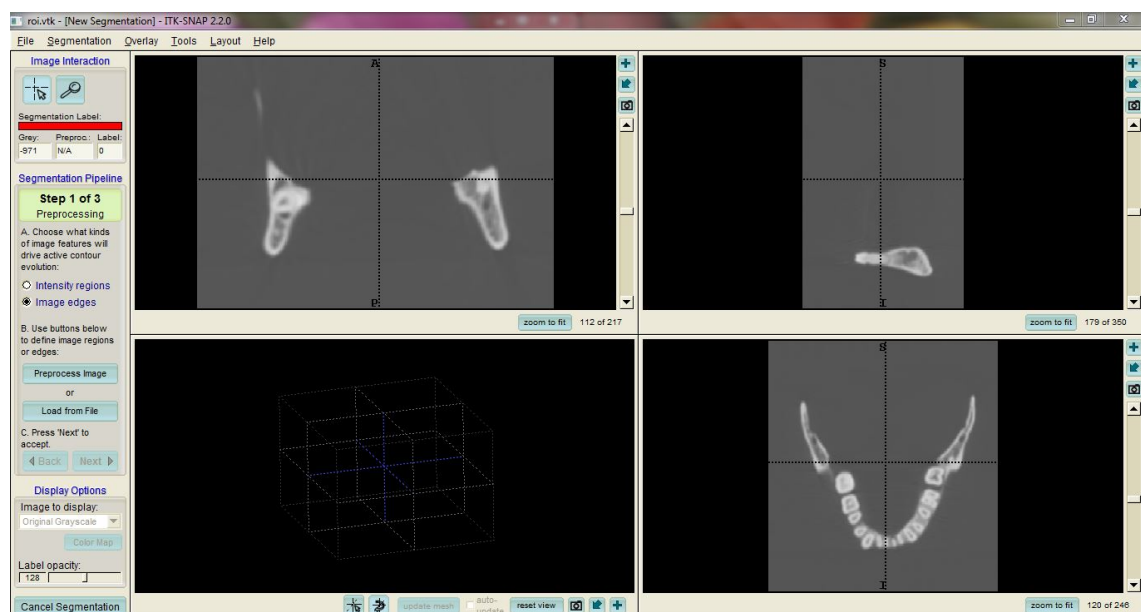 roi.vtk - [New Segmentation] - ITK-SNAP 2.2.0
File Segmentation Overlay Tools Layout Help
Image Interaction
Segmentation Label:
Grey: Preproc.: Label:
-971 N/A 0
Segmentation Pipeline
Step 1 of 3
Preprocessing
A. Choose what kinds
of image features will
drive active contour
evolution:
Intensity regions
Image edges
B. Use buttons below
to define image regions
or edges:
Preprocess Image
or
Load from File
C. Press 'Next' to
accept.
Back Next
Display Options
Image to display:
Original Grayscale
Color Map
Label opacity:
128
Cancel Segmentation
A
P
zoom to fit 112 of 217
S
I
zoom to fit 179 of 350
update mesh auto-
update reset view
S
I
zoom to fit 120 of 246